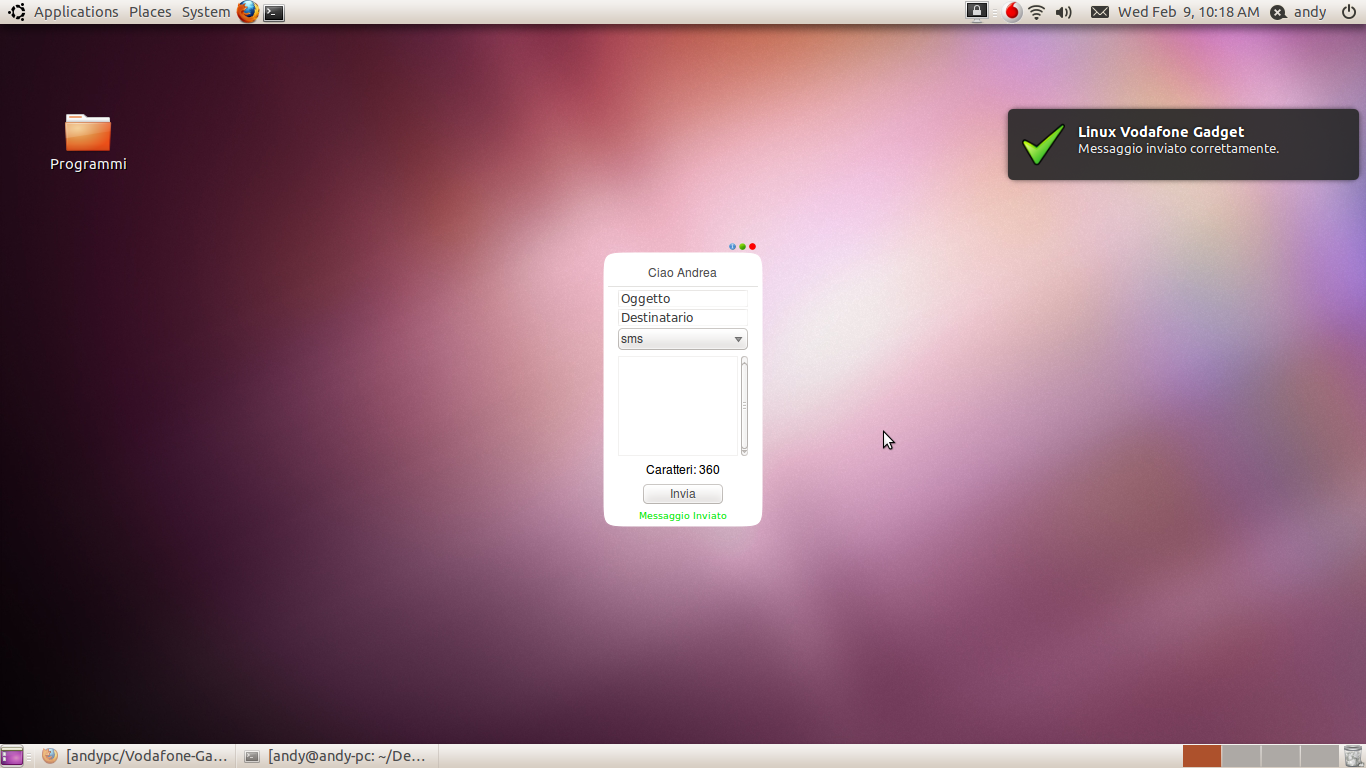 Applications Places System
Wed Feb 9, 10:18 AM andy
Programmi
Linux Vodafone Gadget
Messaggio inviato correttamente.
Ciao Andrea
Oggetto
Destinatario
sms
Caratteri: 360
Invia
Messaggio Inviato
[andypc/Vodafone-Ga... [andy@andy-pc: ~/De...